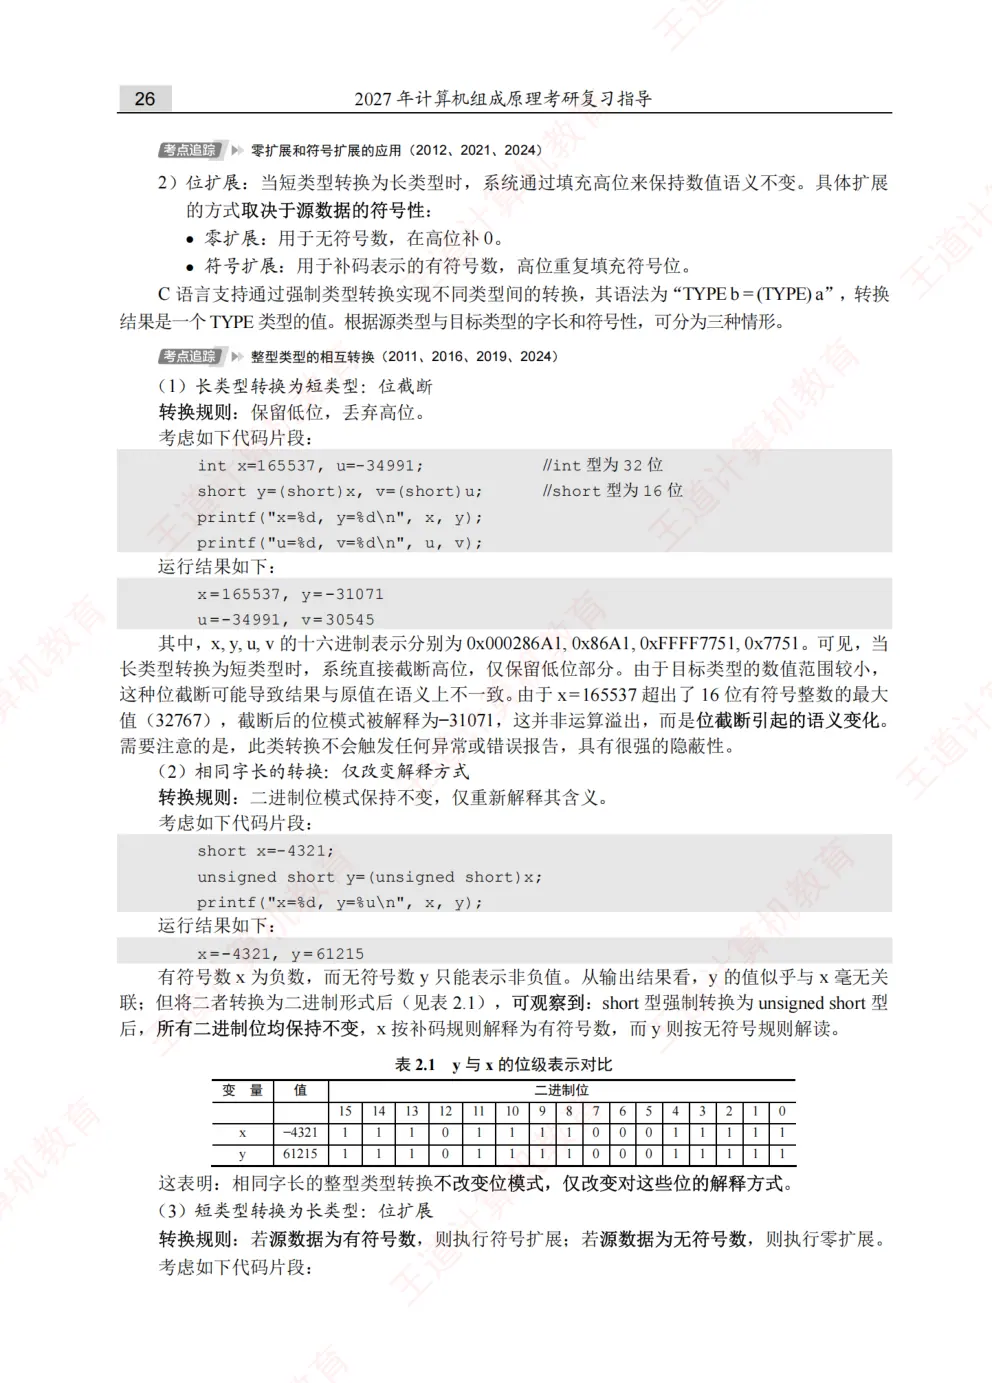 26
2027 年计算机组成原理考研复习指导
考点追踪 零扩展和符号扩展的应用（2012、2021、2024）
2）位扩展：当短类型转换为长类型时，系统通过填充高位来保持数值语义不变。具体扩展
的方式取决于源数据的符号性：
● 零扩展：用于无符号数，在高位补 0。
● 符号扩展：用于补码表示的有符号数，高位重复填充符号位。
C 语言支持通过强制类型转换实现不同类型间的转换，其语法为“TYPE b = (TYPE) a”，转换
结果是一个 TYPE 类型的值。根据源类型与目标类型的字长和符号性，可分为三种情形。
考点追踪 整型类型的相互转换（2011、2016、2019、2024）
（1）长类型转换为短类型：位截断
转换规则：保留低位，丢弃高位。
考虑如下代码片段：
int x=165537, u=-34991; //int 型为 32 位
short y=(short)x, v=(short)u; //short 型为 16 位
printf("x=%d, y=%d\n", x, y);
printf("u=%d, v=%d\n", u, v);
运行结果如下：
x=165537, y=-31071
u=-34991, v=30545
其中，x, y, u, v 的十六进制表示分别为 0x000286A1, 0x86A1, 0xFFFF7751, 0x7751。可见，当
长类型转换为短类型时，系统直接截断高位，仅保留低位部分。由于目标类型的数值范围较小，
这种位截断可能导致结果与原值在语义上不一致。由于 x=165537 超出了 16 位有符号整数的最大
值（32767），截断后的位模式被解释为−31071，这并非运算溢出，而是位截断引起的语义变化。
需要注意的是，此类转换不会触发任何异常或错误报告，具有很强的隐蔽性。
（2）相同字长的转换：仅改变解释方式
转换规则：二进制位模式保持不变，仅重新解释其含义。
考虑如下代码片段：
short x=-4321;
unsigned short y=(unsigned short)x;
printf("x=%d, y=%u\n", x, y);
运行结果如下：
x=-4321, y=61215
有符号数 x 为负数，而无符号数 y 只能表示非负值。从输出结果看，y 的值似乎与 x 毫无关
联；但将二者转换为二进制形式后（见表 2.1），可观察到：short 型强制转换为 unsigned short 型
后，所有二进制位均保持不变，x 按补码规则解释为有符号数，而 y 则按无符号规则解读。
表 2.1 y 与 x 的位级表示对比
变 量 值 二进制位
15 14 13 12 11 10 9 8 7 6 5 4 3 2 1 0
x −4321 1 1 1 0 1 1 1 1 0 0 0 1 1 1 1 1
y 61215 1 1 1 0 1 1 1 1 0 0 0 1 1 1 1 1
这表明：相同字长的整型类型转换不改变位模式，仅改变对这些位的解释方式。
（3）短类型转换为长类型：位扩展
转换规则：若源数据为有符号数，则执行符号扩展；若源数据为无符号数，则执行零扩展。
考虑如下代码片段：